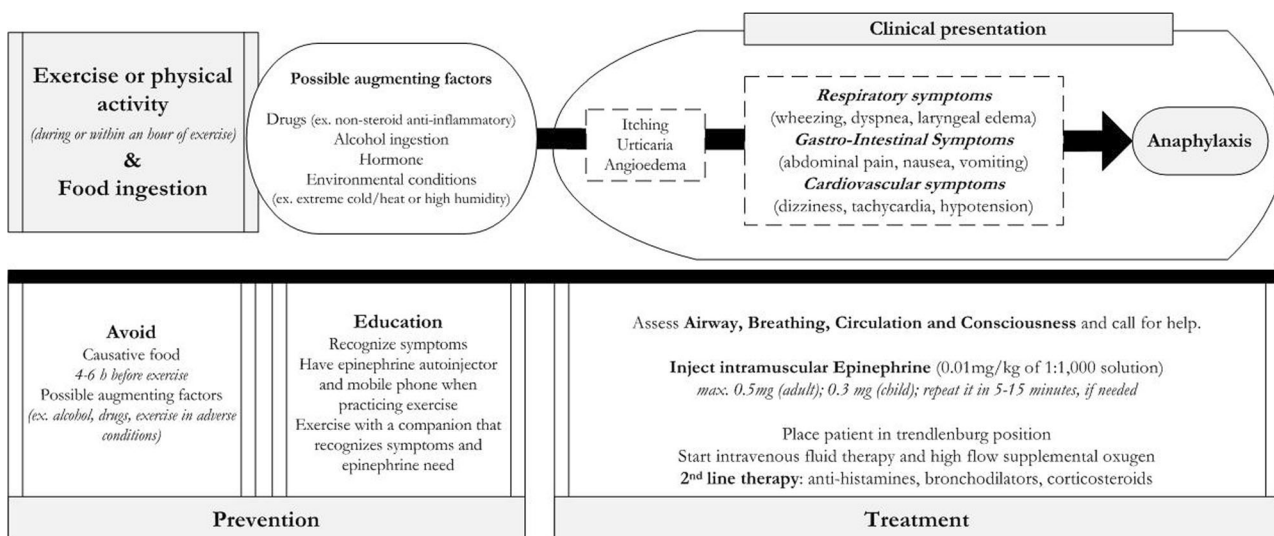 Clinical presentation
Exercise or physical
activity
(during or within an hour of exercise)
&
Food ingestion
Possible augmenting factors
Drugs (ex. non-steroid anti-inflammatory)
Alcohol ingestion
Hormone
Environmental conditions
(ex. extreme cold/heat or high humidity)
Itching
Urticaria
Angioedema
Respiratory symptoms
(wheezing, dyspnea, laryngeal edema)
Gastro-Intestinal Symptoms
(abdominal pain, nausea, vomiting)
Cardiovascular symptoms
(dizziness, tachycardia, hypotension)
Anaphylaxis
Avoid
Causative food
4-6 h before exercise
Possible augmenting factors
(ex. alcohol, drugs, exercise in adverse
conditions)
Education
Recognize symptoms
Have epinephrine autoinjector
and mobile phone when
practicing exercise
Exercise with a companion that
recognizes symptoms and
epinephrine need
Prevention
Assess Airway, Breathing, Circulation and Consciousness and call for help.
Inject intramuscular Epinephrine (0.01mg/kg of 1:1,000 solution)
max. 0.5mg (adult); 0.3 mg (child); repeat it in 5-15 minutes, if needed
Place patient in trendlenburg position
Start intravenous fluid therapy and high flow supplemental oxugen
2nd line therapy: anti-histamines, bronchodilators, corticosteroids
Treatment